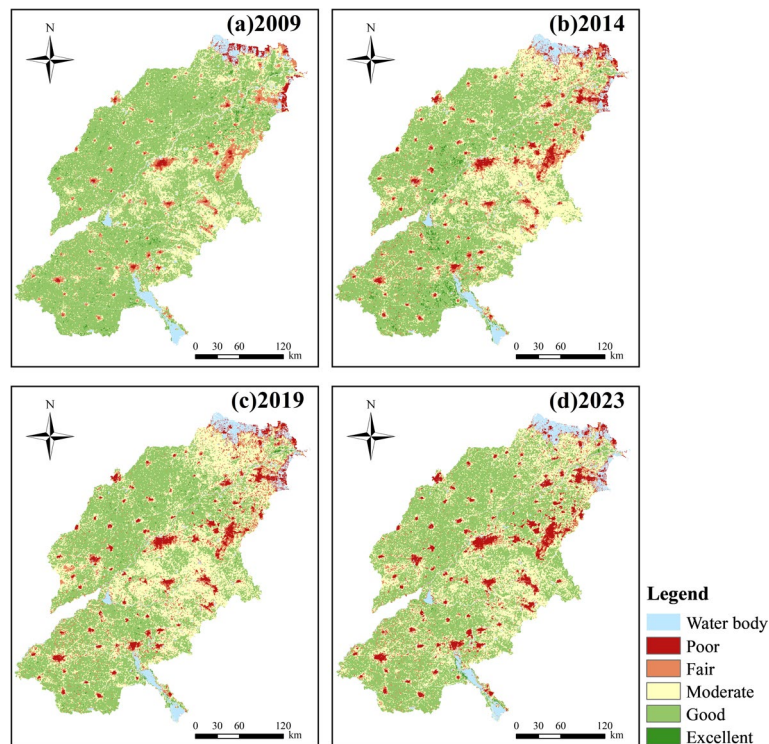 (a)2009
N
0 30 60 120
km
(b)2014
N
0 30 60 120
km
(c)2019
N
0 30 60 120
km
(d)2023
N
0 30 60 120
km
Legend
Water body
Poor
Fair
Moderate
Good
Excellent